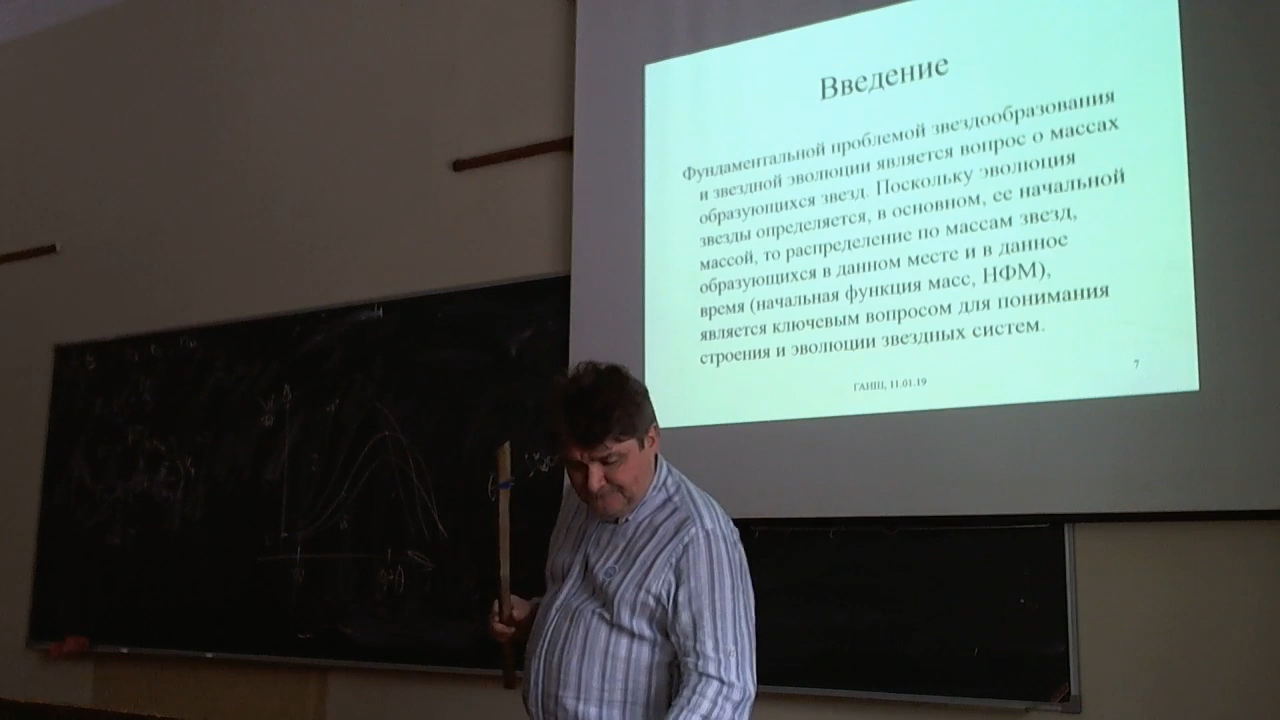 Введение
Фундаментальной проблемой звездообразования
и звездной эволюции является вопрос о массах
образующихся звезд. Поскольку эволюция
звезды определяется, в основном, ее начальной
массой, то распределение по массам звезд,
образующихся в данном месте и в данное
время (начальная функция масс, НФМ),
является ключевым вопросом для понимания
строения и эволюции звездных систем.
ГАИШ, 11.01.19
7